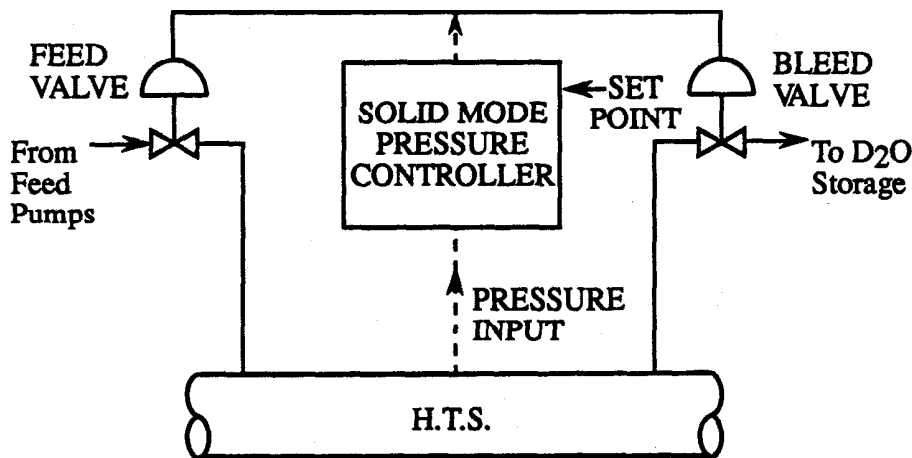 FEED
VALVE
SOLID MODE
PRESSURE
CONTROLLER
SET
POINT
BLEED
VALVE
From
Feed
Pumps
To D2O
Storage
PRESSURE
INPUT
H.T.S.